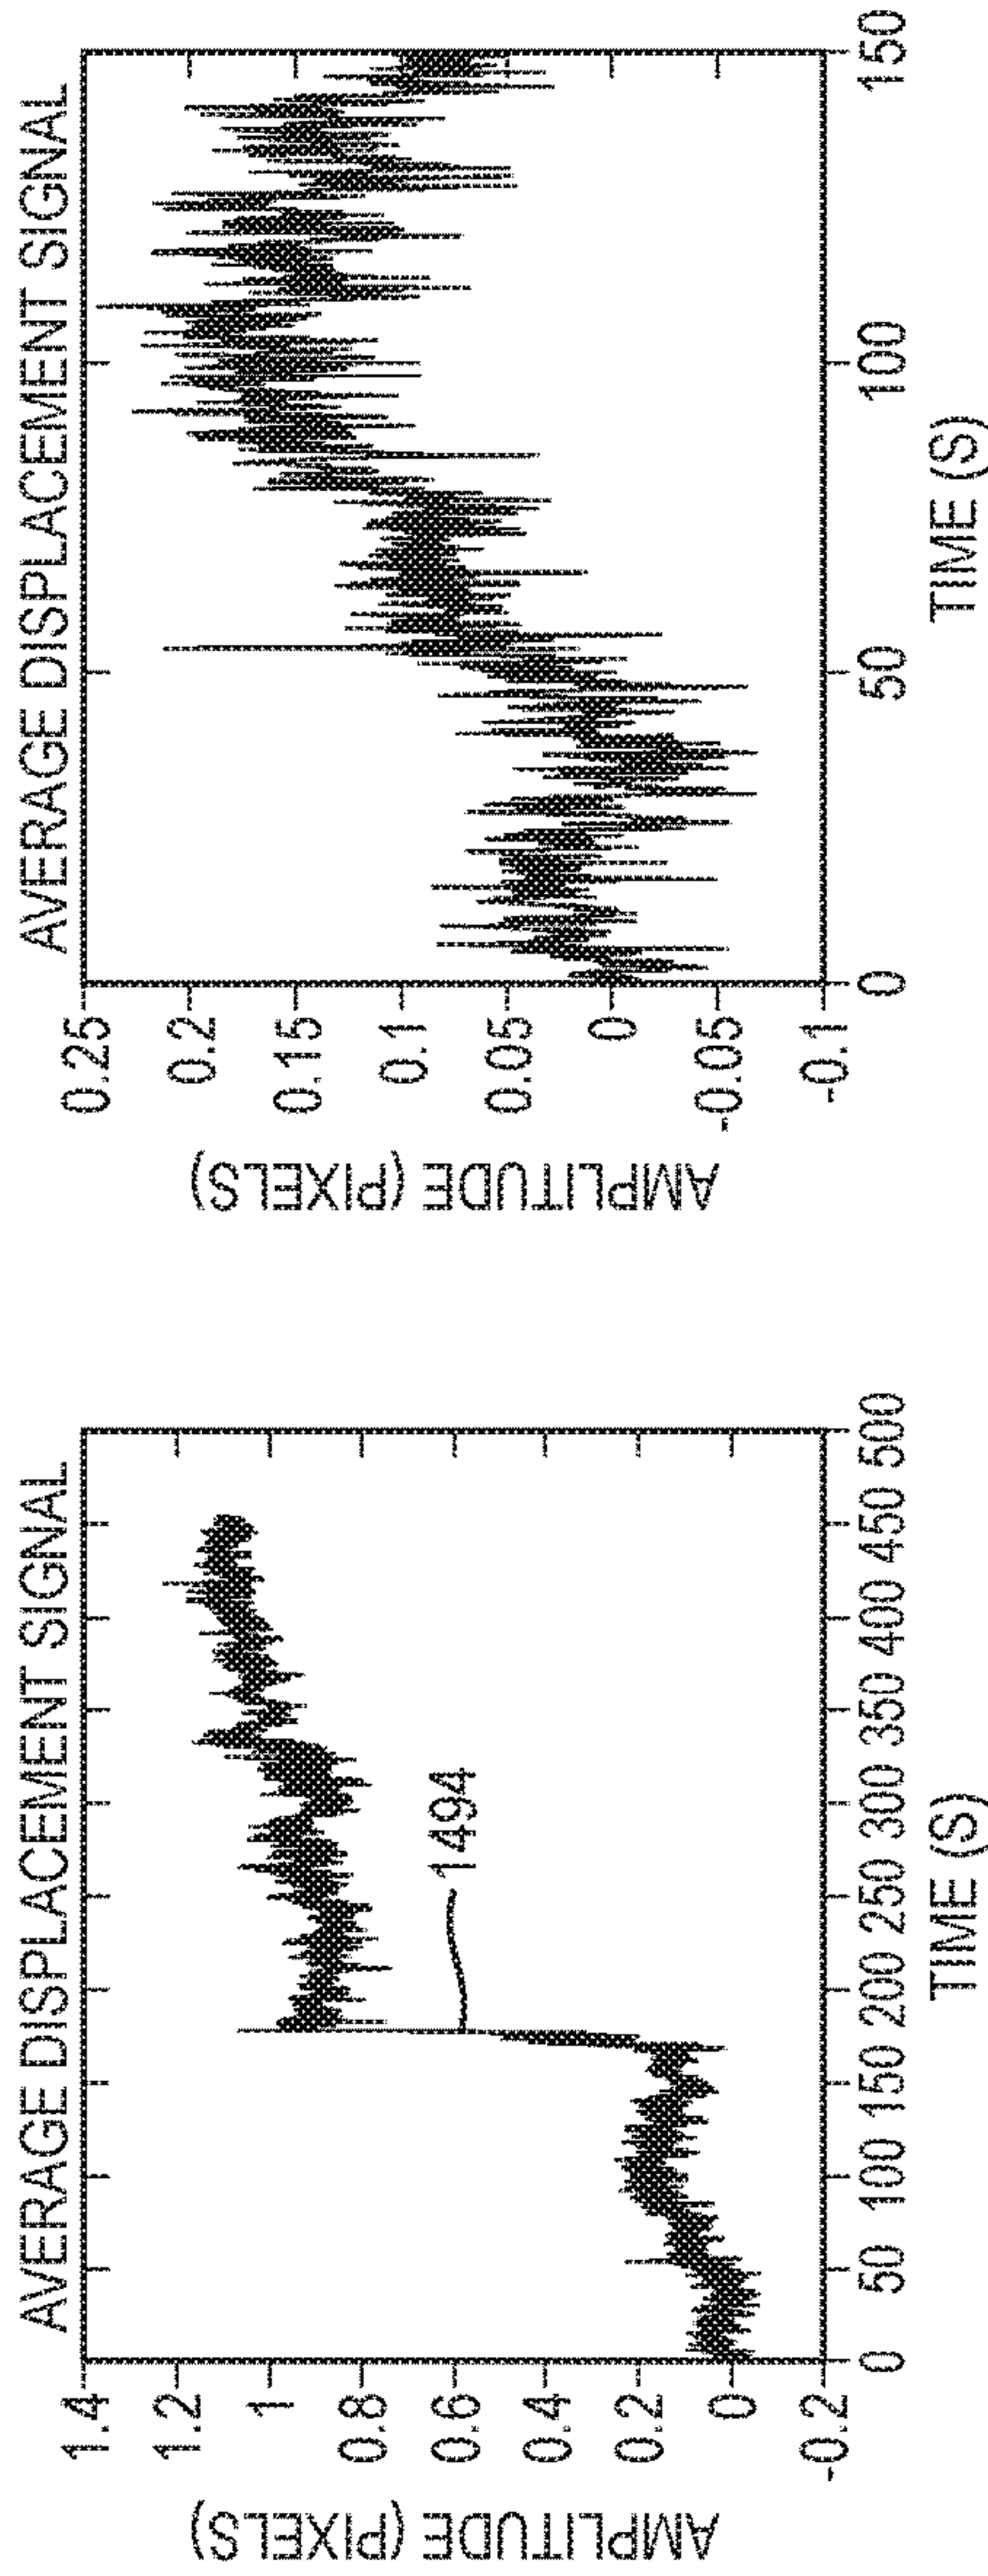 AVERAGE DISPLACEMENT SIGNAL
AMPLITUDE (PIXELS)
1.4
1.2
1
0.8
0.6
0.4
0.2
0
-0.2
1494
0 50 100 150 200 250 300 350 400 450 500
TIME (S)
AVERAGE DISPLACEMENT SIGNAL
AMPLITUDE (PIXELS)
0.25
0.2
0.15
0.1
0.05
0
-0.05
-0.1
0 50 100 150
TIME (S)